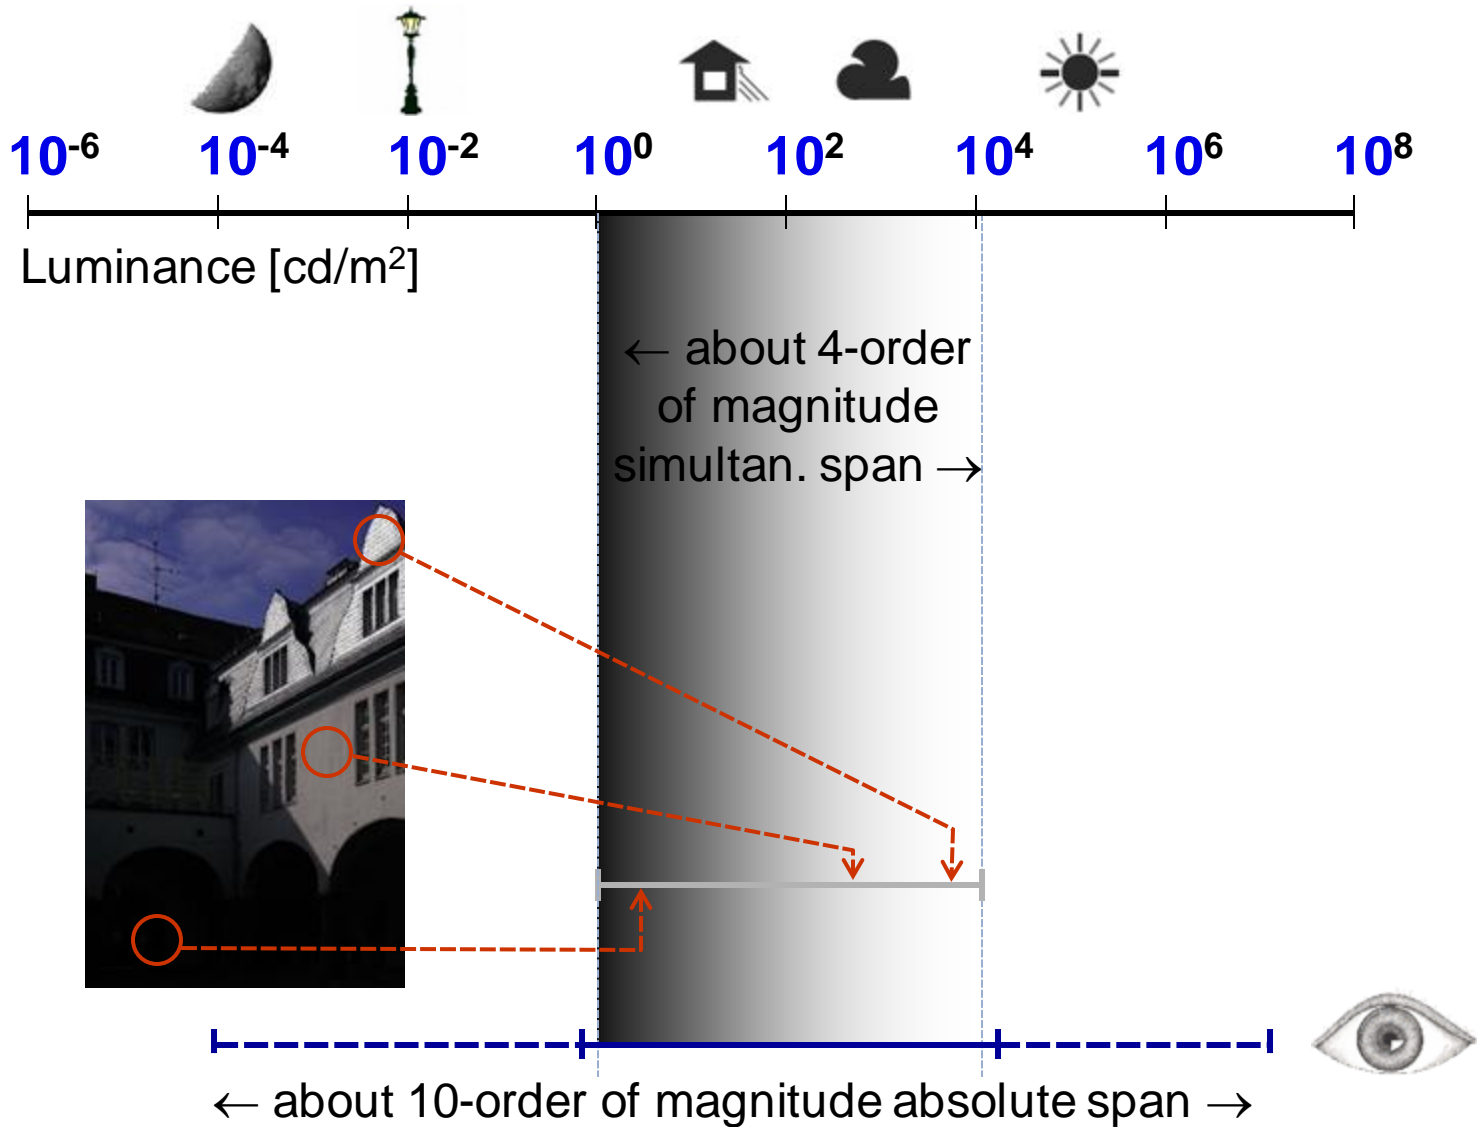 10⁻⁶ 10⁻⁴ 10⁻² 10⁰ 10² 10⁴ 10⁶ 10⁸
Luminance [cd/m²]
← about 4-order
of magnitude
simultan. span →
← about 10-order of magnitude absolute span →